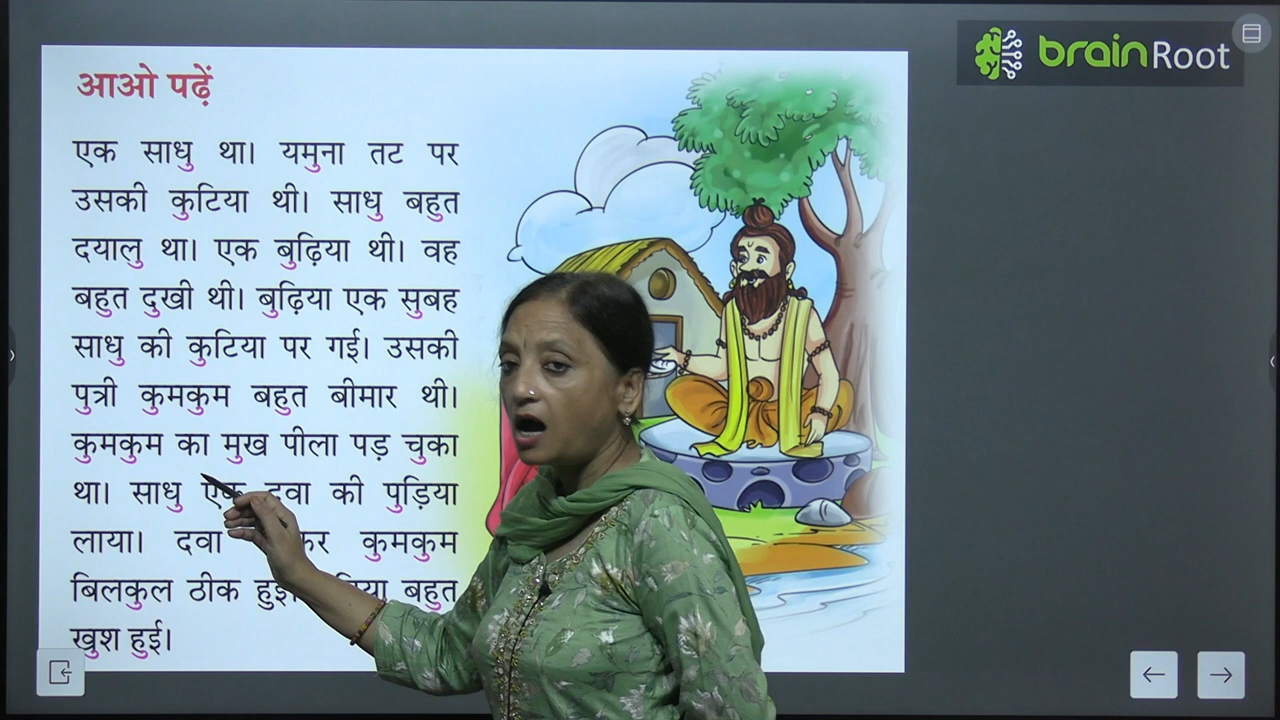 brainRoot
आओ पढ़ें
एक साधु था। यमुना तट पर
उसकी कुटिया थी। साधु बहुत
दयालु था। एक बुढ़िया थी। वह
बहुत दुखी थी। बुढ़िया एक सुबह
साधु की कुटिया पर गई। उसकी
पुत्री कुमकुम बहुत बीमार थी।
कुमकुम का मुख पीला पड़ चुका
था। साधु एक दवा की पुड़िया
लाया। दवा कुमकुम
बिलकुल ठीक हुई। बहुत
खुश हुई।